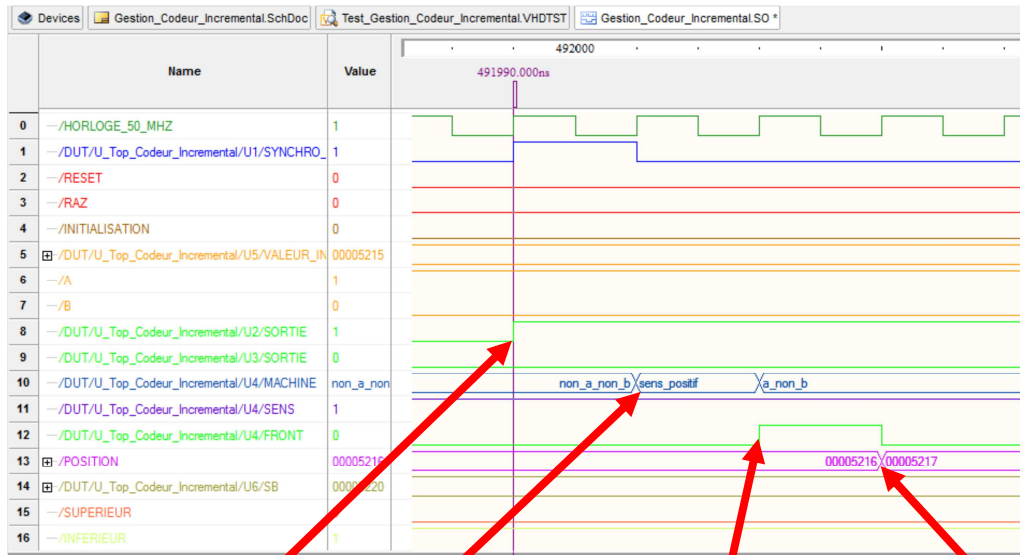 Devices Gestion_Codeur_Incremental.SchDoc Test_Gestion_Codeur_Incremental.VHDTST Gestion_Codeur_Incremental.SO *
492000
Name Value 491990.000ns
0 /HORLOGE_50_MHZ 1
1 /DUT/U_Top_Codeur_Incremental/U1/SYNCHRO_ 1
2 /RESET 0
3 /RAZ 0
4 /INITIALISATION 0
5 /DUT/U_Top_Codeur_Incremental/U5/VALEUR_IN 00005215
6 /A 1
7 /B 0
8 /DUT/U_Top_Codeur_Incremental/U2/SORTIE 1
9 /DUT/U_Top_Codeur_Incremental/U3/SORTIE 0
10 /DUT/U_Top_Codeur_Incremental/U4/MACHINE non_a_non non_a_non_b sens_positif a_non_b
11 /DUT/U_Top_Codeur_Incremental/U4/SENS 1
12 /DUT/U_Top_Codeur_Incremental/U4/FRONT 0
13 /POSITION 00005216 00005217
14 /DUT/U_Top_Codeur_Incremental/U6/SB
15 /SUPERIEUR
16 /INFERIEUR 1